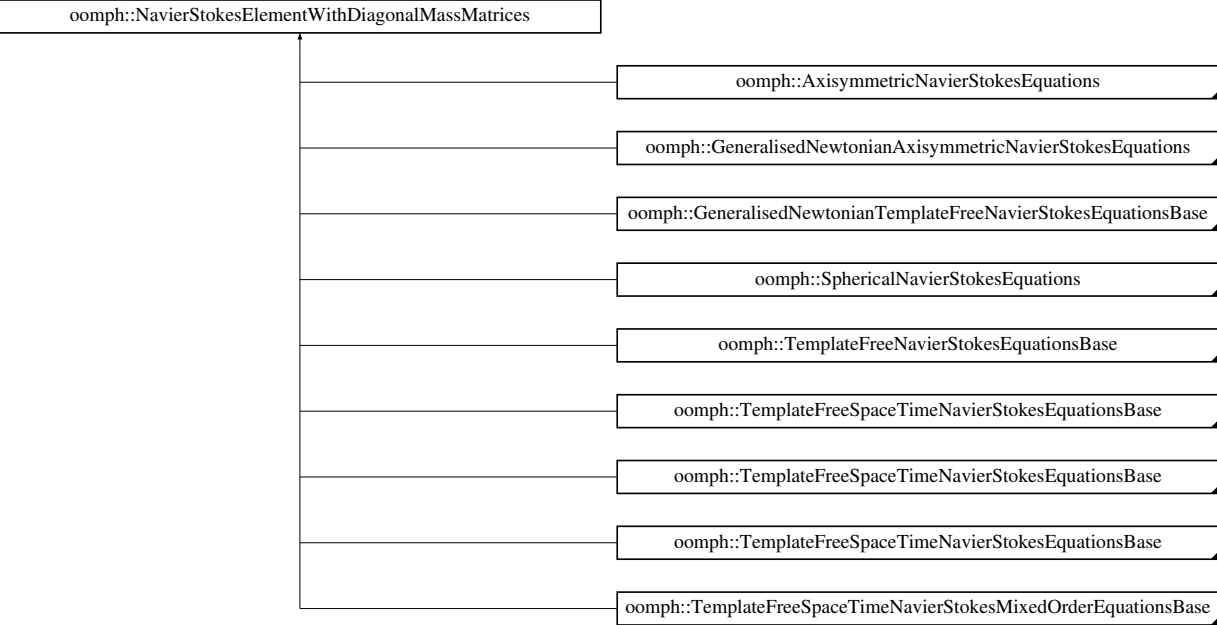 oomph::NavierStokesElementWithDiagonalMassMatrices
oomph::AxisymmetricNavierStokesEquations
oomph::GeneralisedNewtonianAxisymmetricNavierStokesEquations
oomph::GeneralisedNewtonianTemplateFreeNavierStokesEquationsBase
oomph::SphericalNavierStokesEquations
oomph::TemplateFreeNavierStokesEquationsBase
oomph::TemplateFreeSpaceTimeNavierStokesEquationsBase
oomph::TemplateFreeSpaceTimeNavierStokesEquationsBase
oomph::TemplateFreeSpaceTimeNavierStokesEquationsBase
oomph::TemplateFreeSpaceTimeNavierStokesMixedOrderEquationsBase